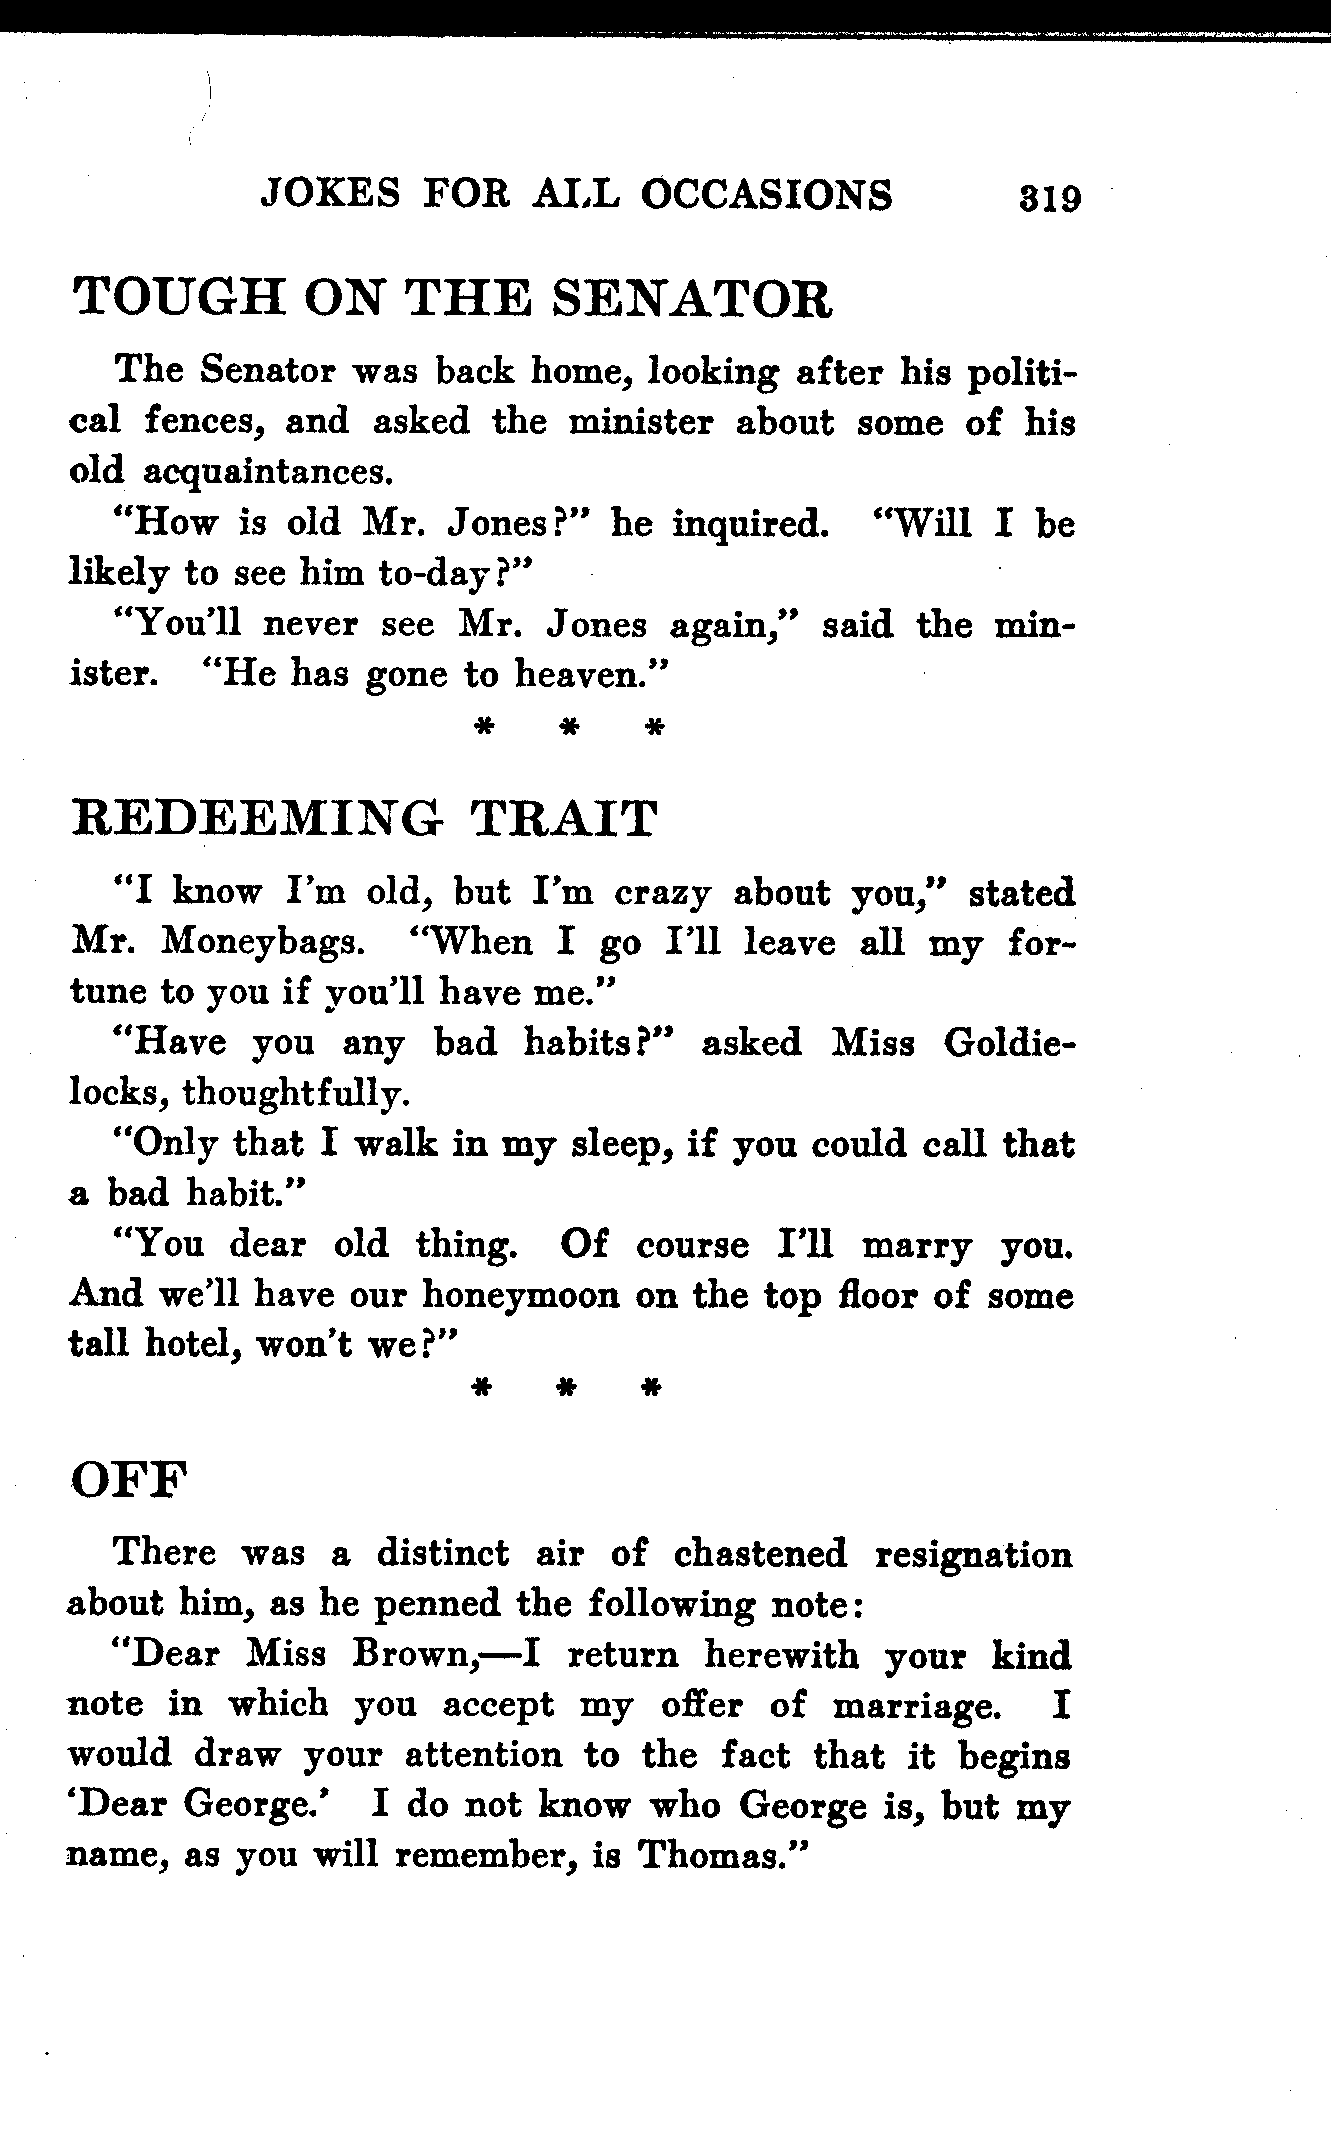 JOKES FOR ALL OCCASIONS 319
TOUGH ON THE SENATOR
The Senator was back home, looking after his politi-
cal fences, and asked the minister about some of his
old acquaintances.
"How is old Mr. Jones?" he inquired. "Will I be
likely to see him to-day?"
"You'll never see Mr. Jones again," said the min-
ister. "He has gone to heaven."
* * *
REDEEMING TRAIT
"I know I'm old, but I'm crazy about you," stated
Mr. Moneybags. "When I go I'll leave all my for-
tune to you if you'll have me."
"Have you any bad habits?" asked Miss Goldie-
locks, thoughtfully.
"Only that I walk in my sleep, if you could call that
a bad habit."
"You dear old thing. Of course I'll marry you.
And we'll have our honeymoon on the top floor of some
tall hotel, won't we?"
* * *
OFF
There was a distinct air of chastened resignation
about him, as he penned the following note:
"Dear Miss Brown,—I return herewith your kind
note in which you accept my offer of marriage. I
would draw your attention to the fact that it begins
'Dear George.' I do not know who George is, but my
name, as you will remember, is Thomas."